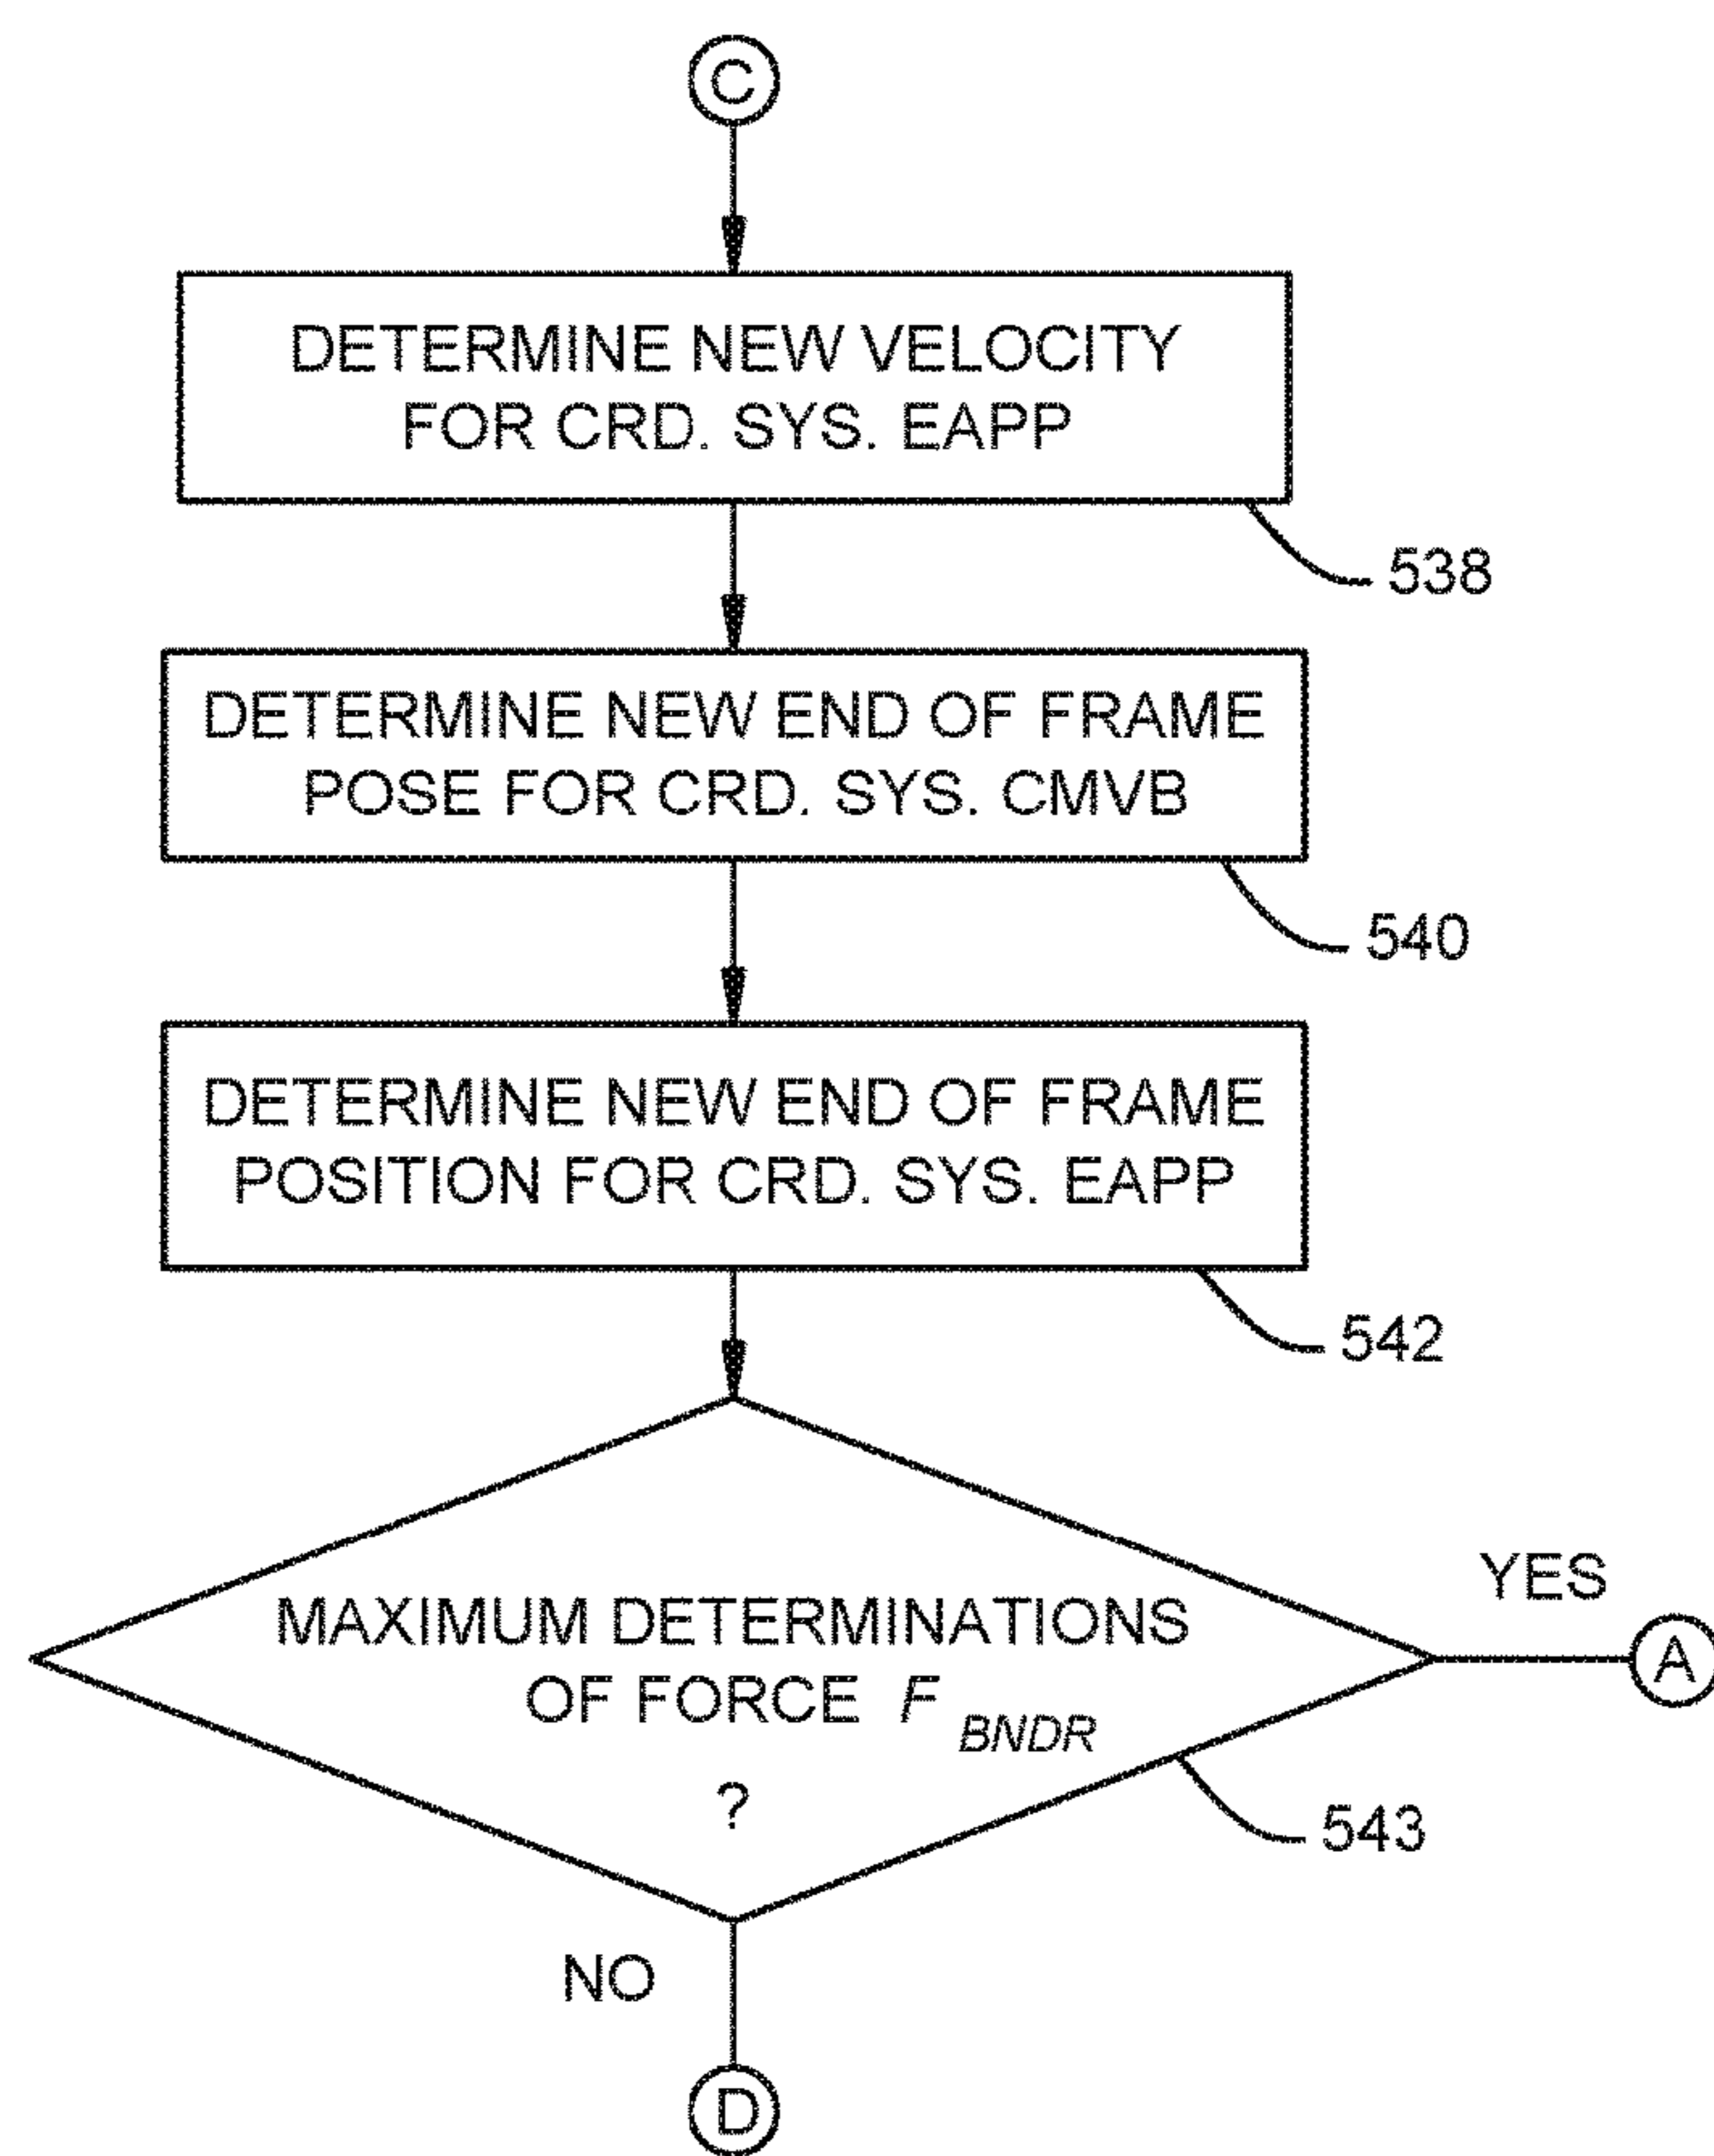 C
DETERMINE NEW VELOCITY
FOR CRD. SYS. EAPP
538
DETERMINE NEW END OF FRAME
POSE FOR CRD. SYS. CMVB
540
DETERMINE NEW END OF FRAME
POSITION FOR CRD. SYS. EAPP
542
MAXIMUM DETERMINATIONS
OF FORCE F BNDR
?
YES
A
543
NO
D